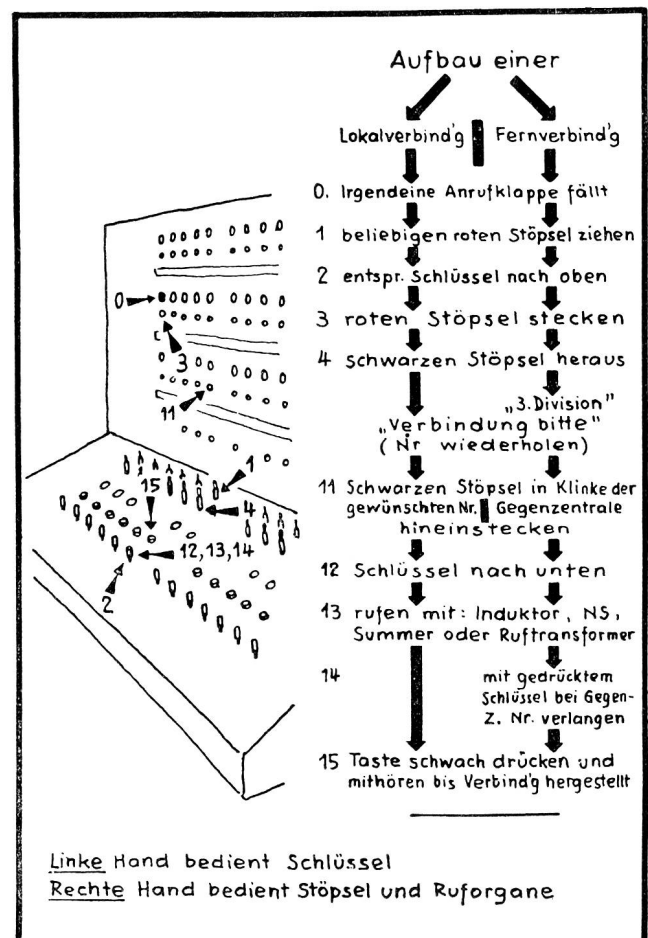 Aufbau einer
Lokalverbind'g Fernverbind'g
0. Irgendeine Anrufklappe fällt
1 beliebigen roten Stöpsel ziehen
2 entspr. Schlüssel nach oben
3 roten Stöpsel stecken
4 schwarzen Stöpsel heraus
„3. Division"
„Verbindung bitte"
( Nr wiederholen)
11 Schwarzen Stöpsel in Klinke der
gewünschten Nr. Gegenzentrale
hineinstecken
12 Schlüssel nach unten
13 rufen mit: Induktor, NS,
Summer oder Ruftransformer
14 mit gedrücktem
Schlüssel bei Gegen-
Z. Nr. verlangen
15 Taste schwach drücken und
mithören bis Verbind'g hergestellt
0
3
11
1
15
4
12, 13, 14
2
Linke Hand bedient Schlüssel
Rechte Hand bedient Stöpsel und Ruforgane